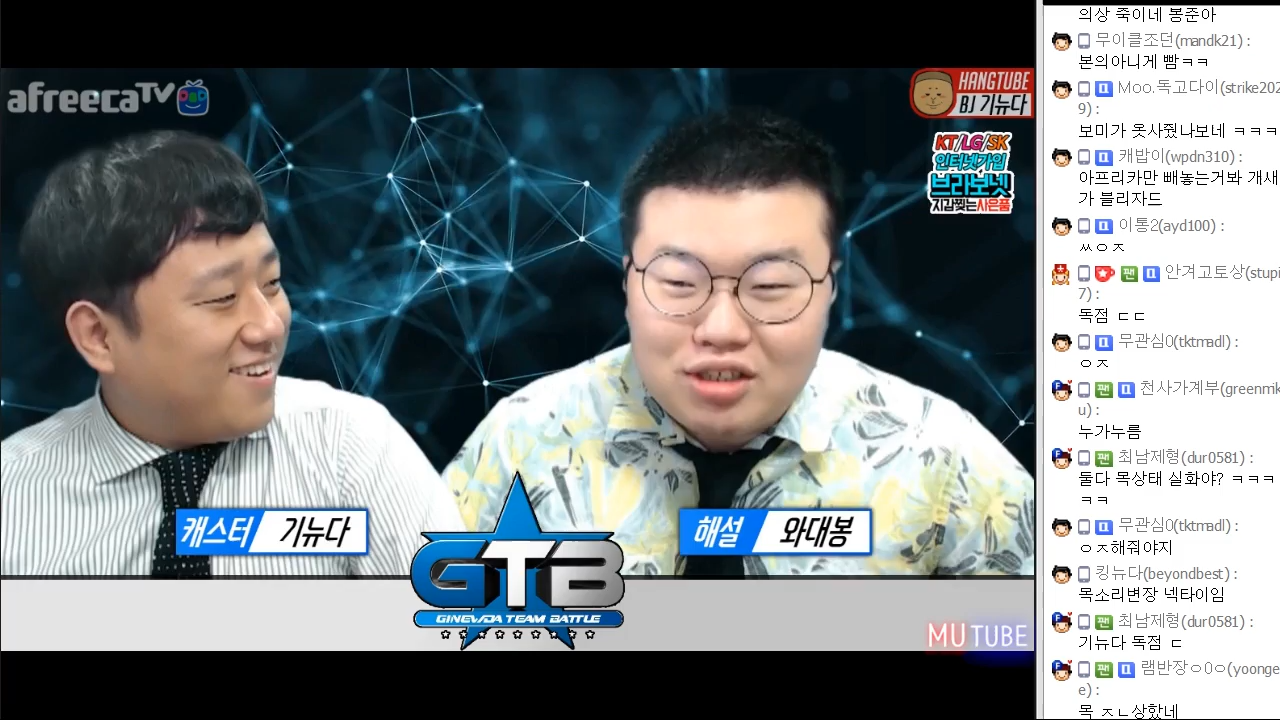 afreecaTV
HANGTUBE
BJ 기뉴다
KT/LG/SK
인터넷가입
브라보넷
지갑찢는사은품
캐스터 기뉴다
해설 와대봉
GTB
GINEWDA TEAM BATTLE
MUTUBE
의상 죽이네 봉준아
무이클조던(mandk21) :
본의아니게 빰ㅋㅋ
Moo.독고다이(strike202
9) :
보미가 옷사줬나보네 ㅋㅋㅋ
캐밥이(wpdn310) :
아프리카만 빼놓는거봐 개새
가 블리자드
이통2(ayd100) :
ㅆㅇㅈ
안겨고토상(stupi
7) :
독점 ㄷㄷ
무관심0(tktmadl) :
ㅇㅈ
천사가계부(greenmik
u) :
누가누름
최남제형(dur0581) :
둘다 목상태 실화야? ㅋㅋㅋ
ㅋㅋ
무관심0(tktmadl) :
ㅇㅈ해줘야지
킹뉴다(beyondbest) :
목소리변장 넥타이임
최남제형(dur0581) :
기뉴다 독점 ㄷ
램반장ㅇ0ㅇ(yoonge
e) :
목 ㅈㄴ상핬네